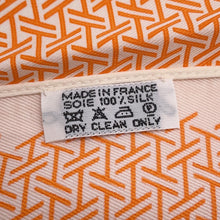 MADE IN FRANCE
SOIE 100% SILK
DRY CLEAN ONLY